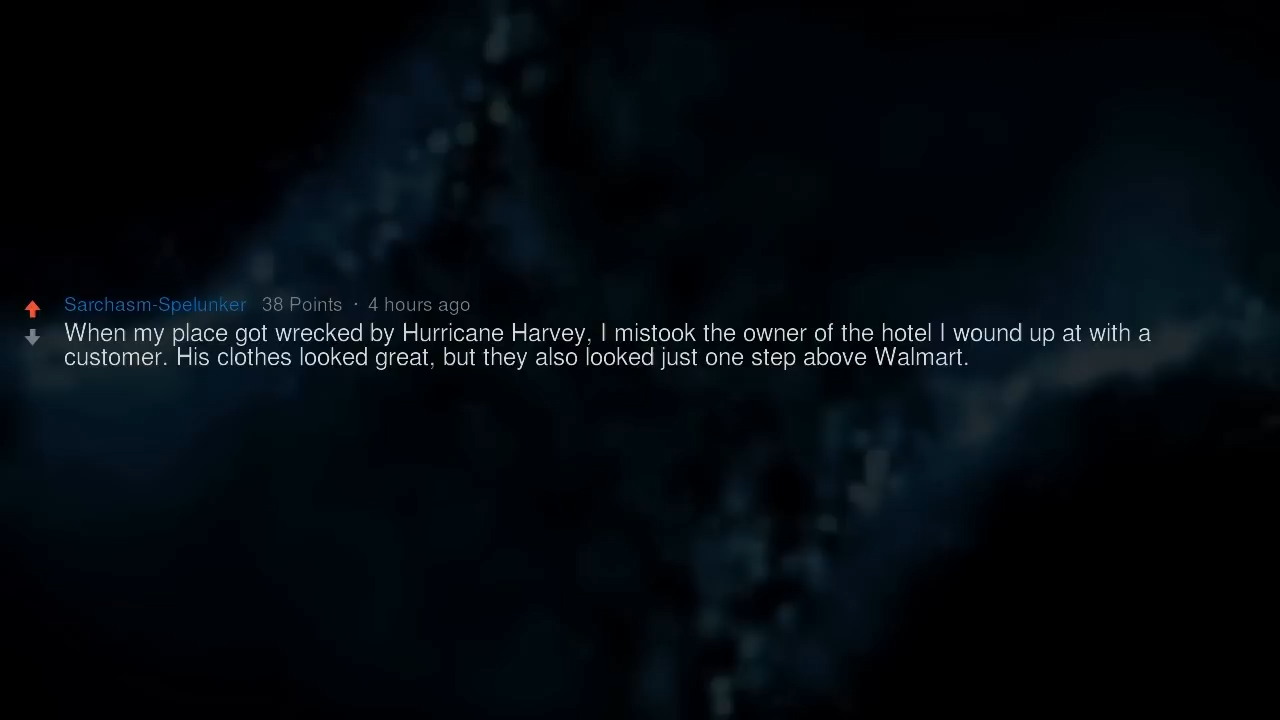 Sarchasm-Spelunker 38 Points · 4 hours ago
When my place got wrecked by Hurricane Harvey, I mistook the owner of the hotel I wound up at with a
customer. His clothes looked great, but they also looked just one step above Walmart.